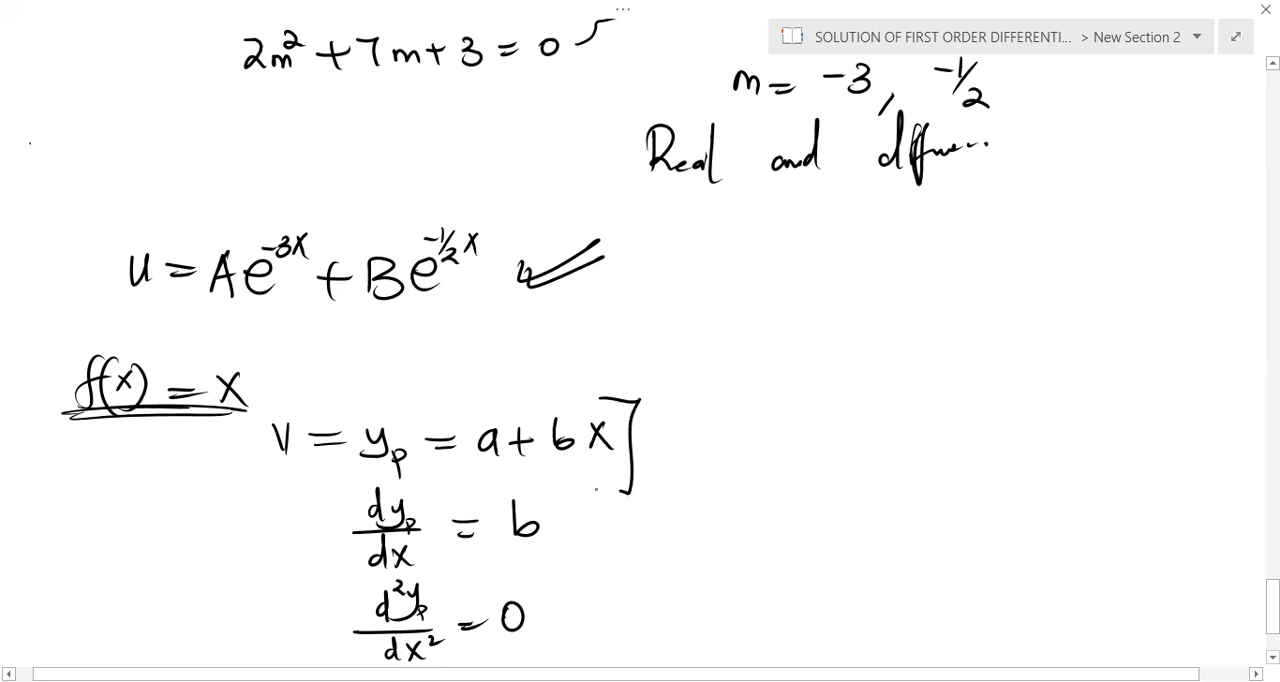 SOLUTION OF FIRST ORDER DIFFERENTI... > New Section 2
2m² + 7m + 3 = 0
m = -3, -1/2
Real and
u = Ae^{-3x} + Be^{-1/2 x}
f(x) = x
V = y_p = a + bx]
dy_p/dx = b
d²y_p/dx² = 0